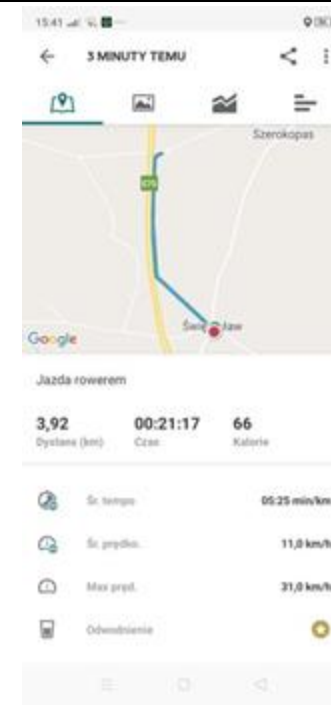 15:41
3 MINUTY TEMU
Szerokopas
Google
Jazda rowerem
3,92 00:21:17 66
Dystans (km) Czas Kalorie
Śr. tempo 05:25 min/km
Śr. prędko. 11,0 km/h
Max pręd. 31,0 km/h
Odwodnienie